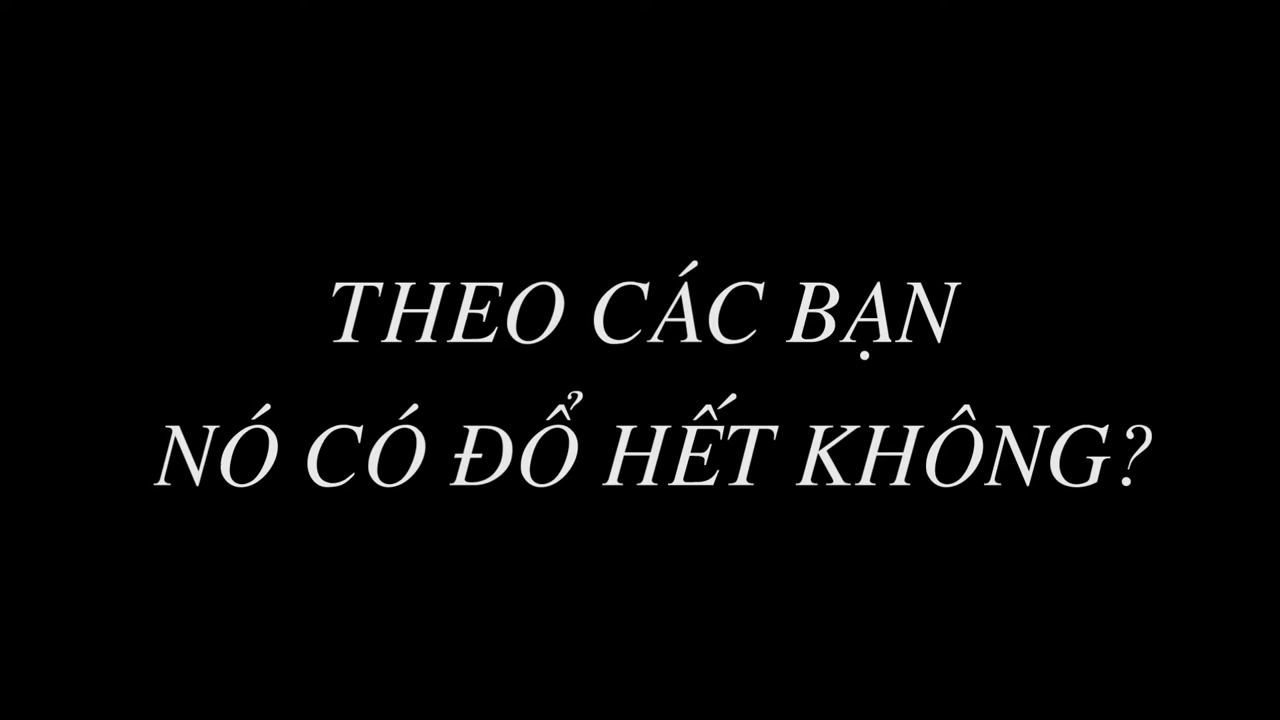 THEO CÁC BẠN
NÓ CÓ ĐỔ HẾT KHÔNG?